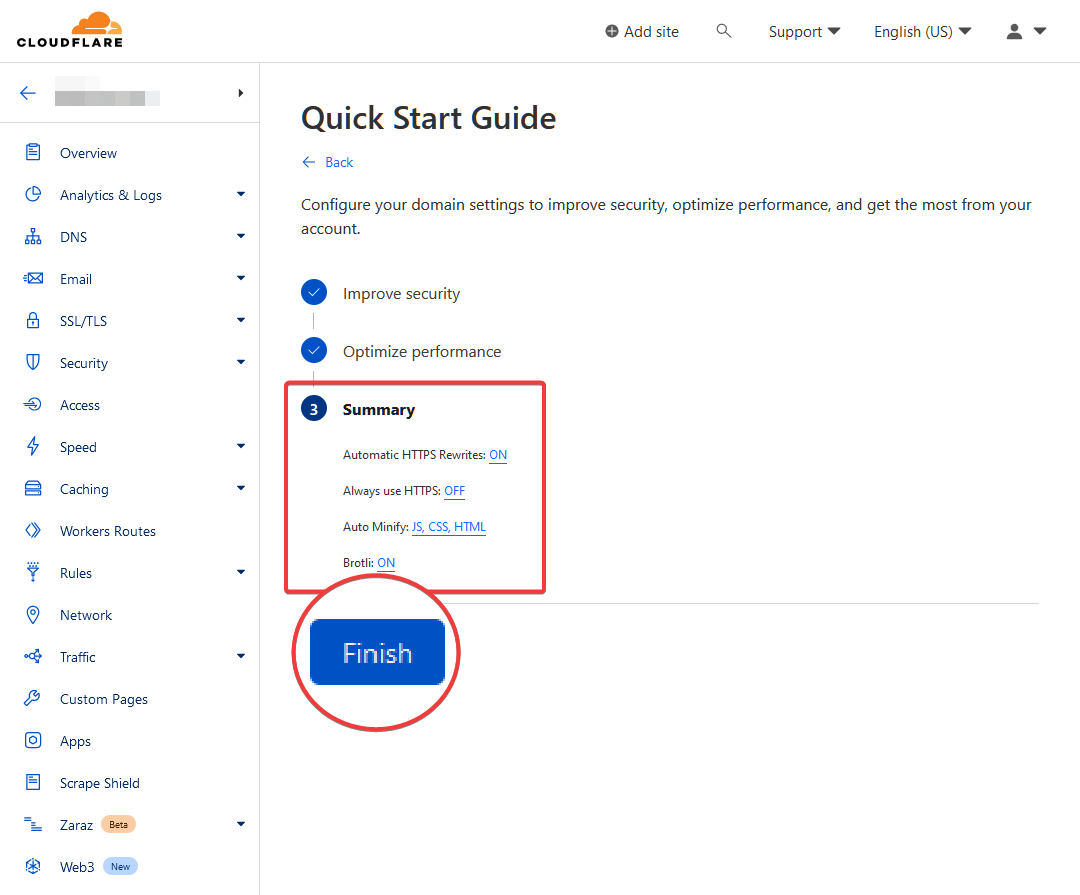 CLOUDFLARE
Add site
Support
English (US)
Overview
Analytics & Logs
DNS
Email
SSL/TLS
Security
Access
Speed
Caching
Workers Routes
Rules
Network
Traffic
Custom Pages
Apps
Scrape Shield
Zaraz Beta
Web3 New
Quick Start Guide
Back
Configure your domain settings to improve security, optimize performance, and get the most from your
account.
Improve security
Optimize performance
3 Summary
Automatic HTTPS Rewrites: ON
Always use HTTPS: OFF
Auto Minify: JS, CSS, HTML
Brotli: ON
Finish